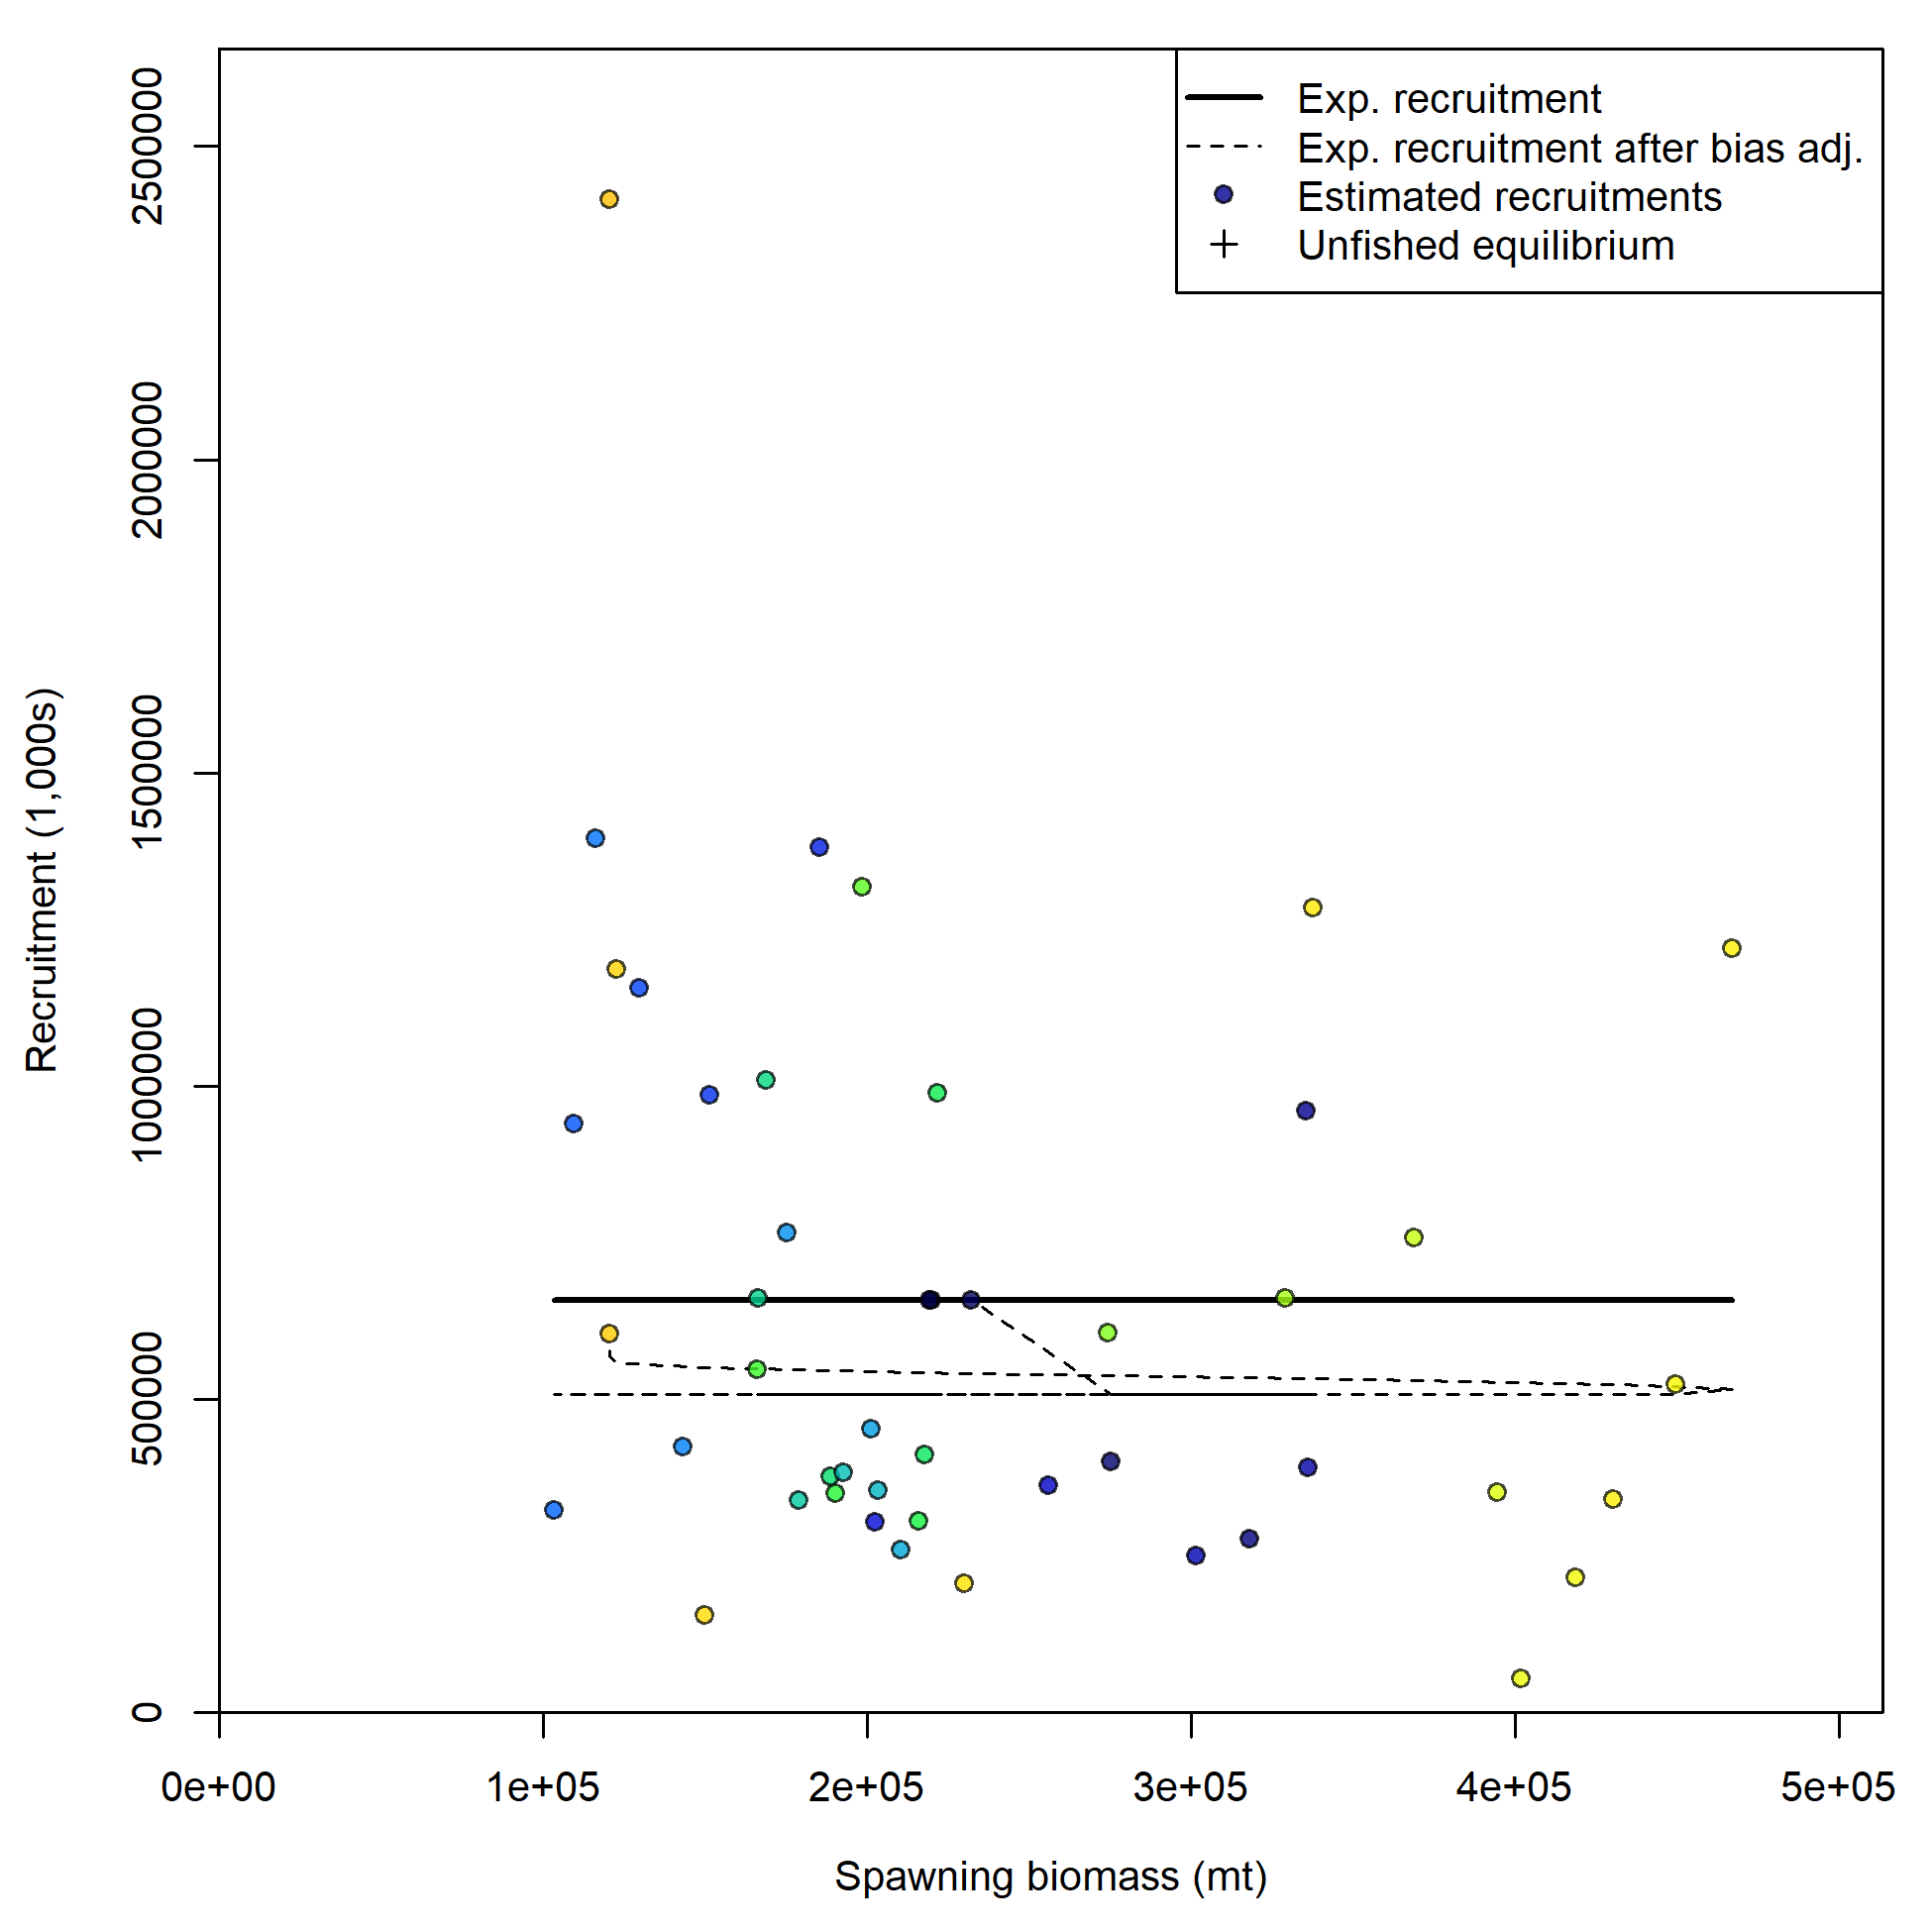 Exp. recruitment
Exp. recruitment after bias adj.
Estimated recruitments
Unfished equilibrium
2500000
2000000
1500000
1000000
500000
0
Recruitment (1,000s)
0e+00 1e+05 2e+05 3e+05 4e+05 5e+05
Spawning biomass (mt)